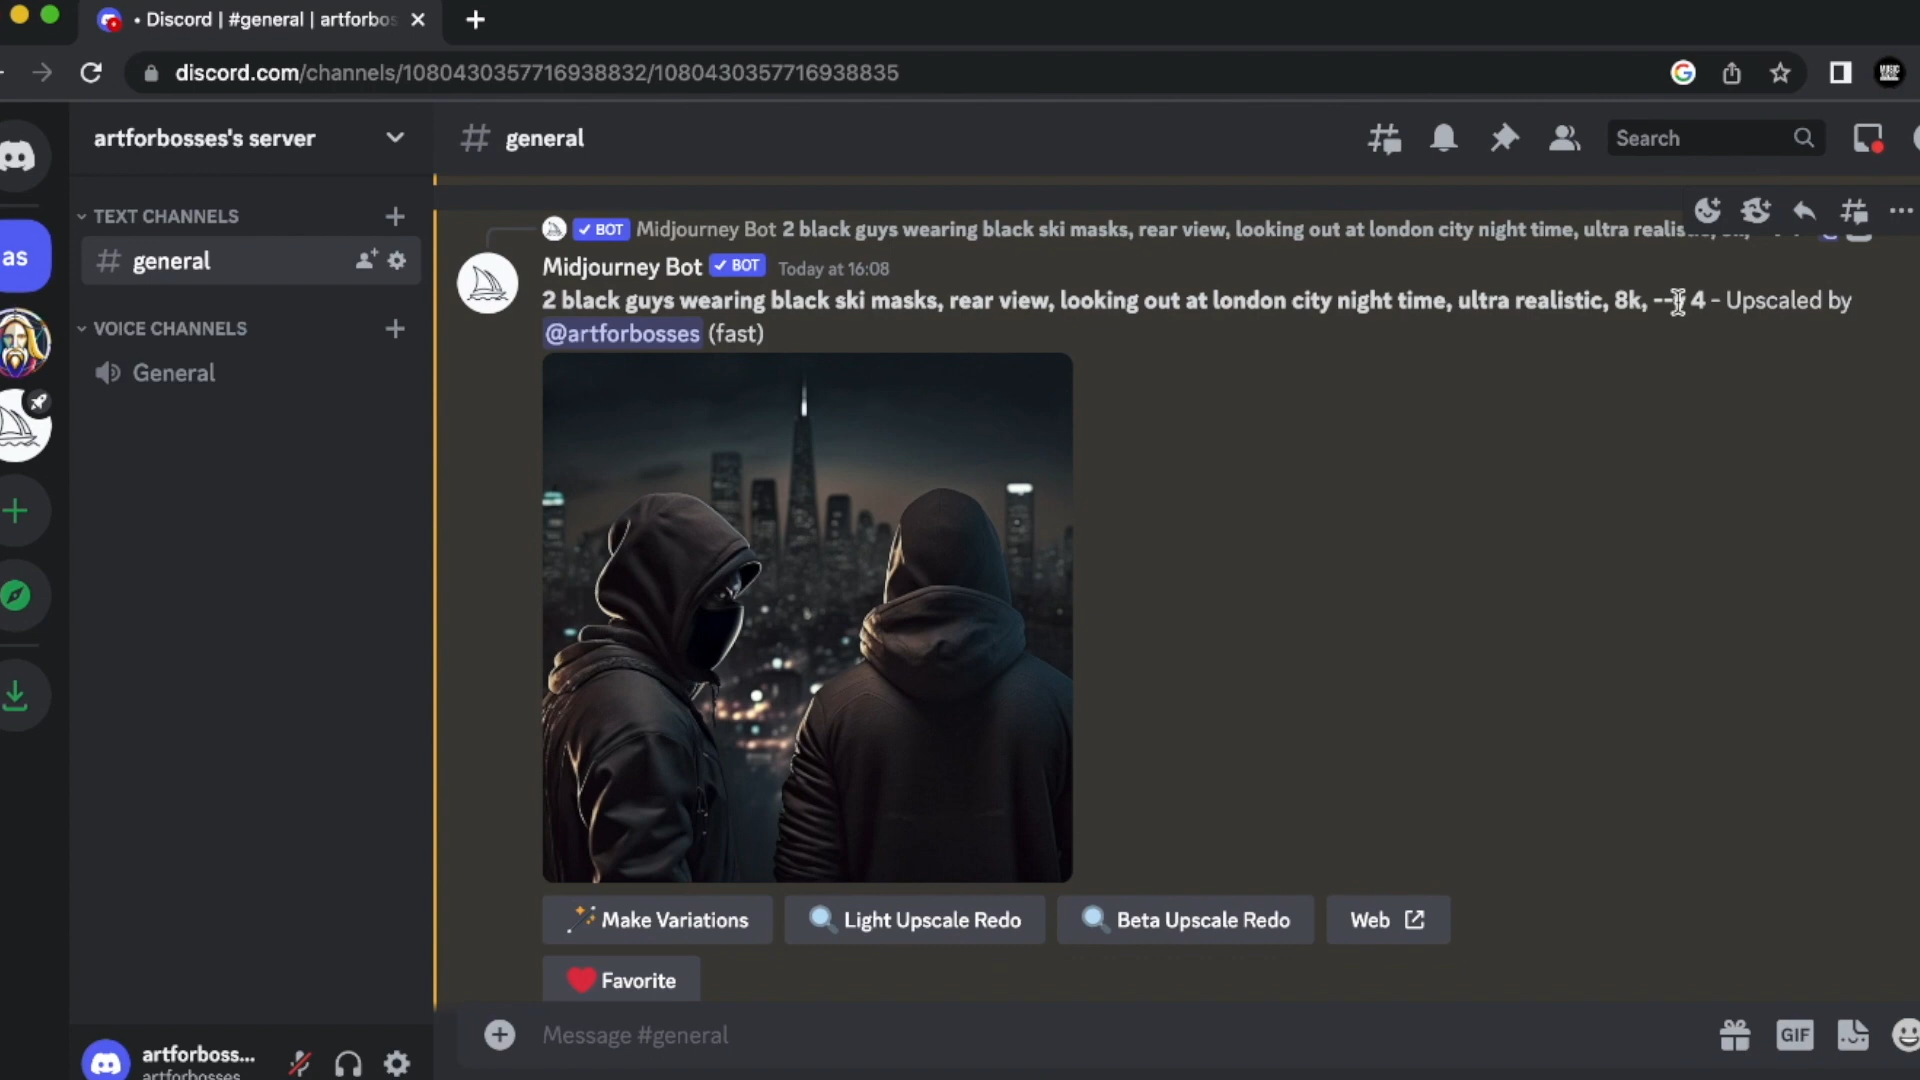 • Discord | #general | artforbos
discord.com/channels/1080430357716938832/1080430357716938835
artforbosses's server
general
Search
TEXT CHANNELS
general
VOICE CHANNELS
General
as
BOT Midjourney Bot 2 black guys wearing black ski masks, rear view, looking out at london city night time, ultra realis
Midjourney Bot BOT Today at 16:08
2 black guys wearing black ski masks, rear view, looking out at london city night time, ultra realistic, 8k, -- 4 - Upscaled by
@artforbosses (fast)
Make Variations
Light Upscale Redo
Beta Upscale Redo
Web
Favorite
Message #general
GIF
artforboss...
artforbosses